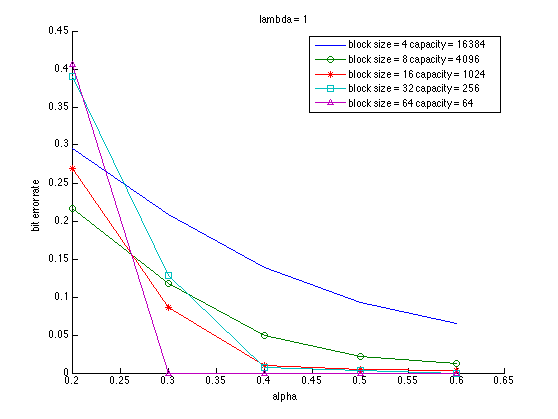 lambda = 1
block size = 4 capacity = 16384
block size = 8 capacity = 4096
block size = 16 capacity = 1024
block size = 32 capacity = 256
block size = 64 capacity = 64
0.45
0.4
0.35
0.3
0.25
0.2
0.15
0.1
0.05
0
bit error rate
0.2 0.25 0.3 0.35 0.4 0.45 0.5 0.55 0.6 0.65
alpha